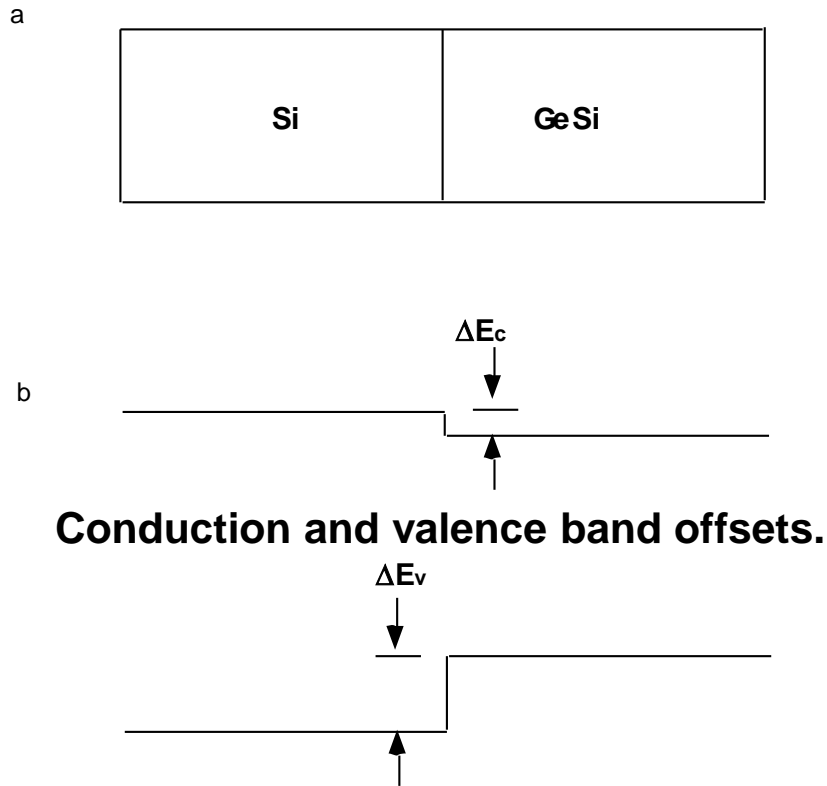 a
Si GeSi
ΔEc
b
Conduction and valence band offsets.
ΔEv